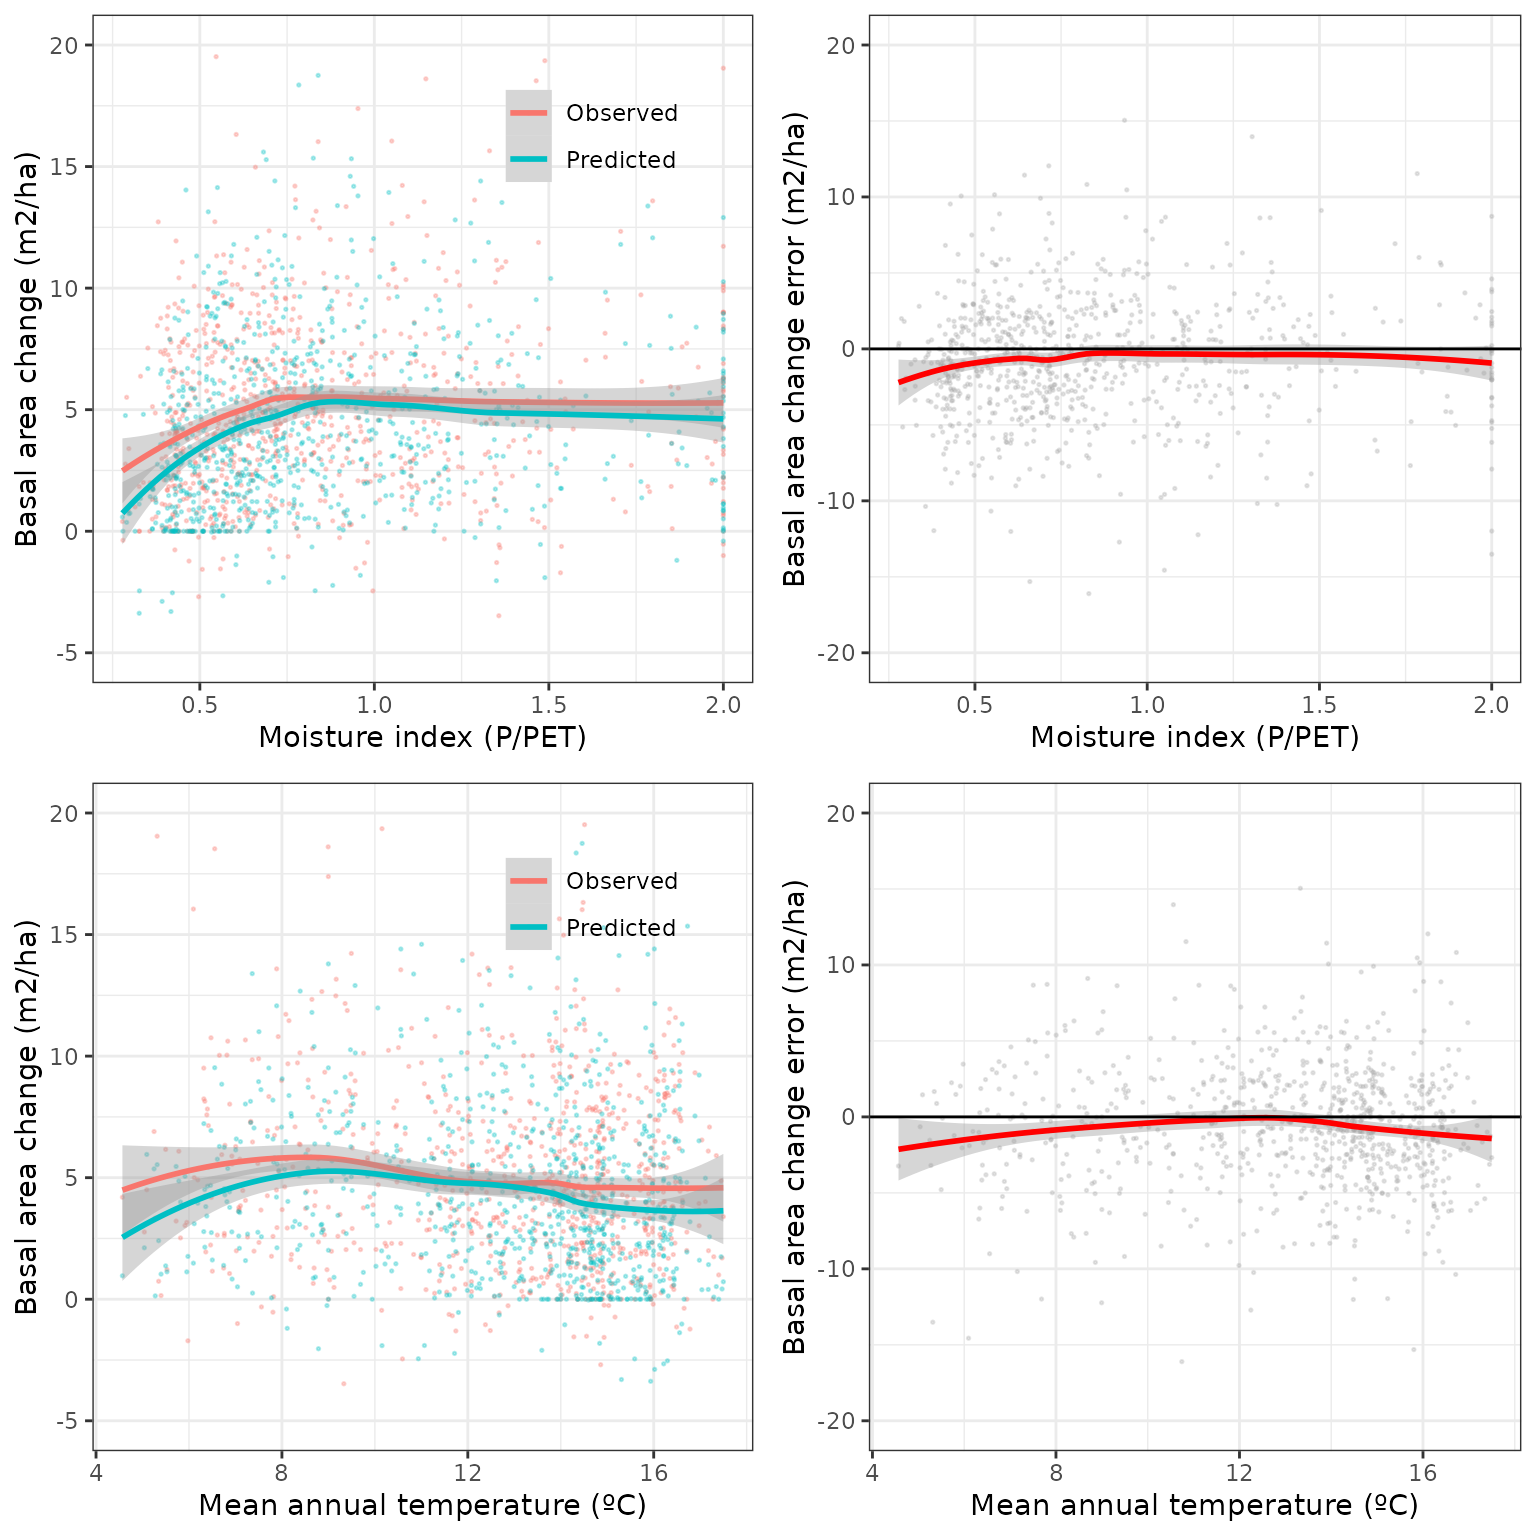 20
15
10
5
0
-5
Basal area change (m2/ha)
Observed
Predicted
0.5 1.0 1.5 2.0
Moisture index (P/PET)
20
10
0
-10
-20
Basal area change error (m2/ha)
0.5 1.0 1.5 2.0
Moisture index (P/PET)
20
15
10
5
0
-5
Basal area change (m2/ha)
Observed
Predicted
4 8 12 16
Mean annual temperature (ºC)
20
10
0
-10
-20
Basal area change error (m2/ha)
4 8 12 16
Mean annual temperature (ºC)